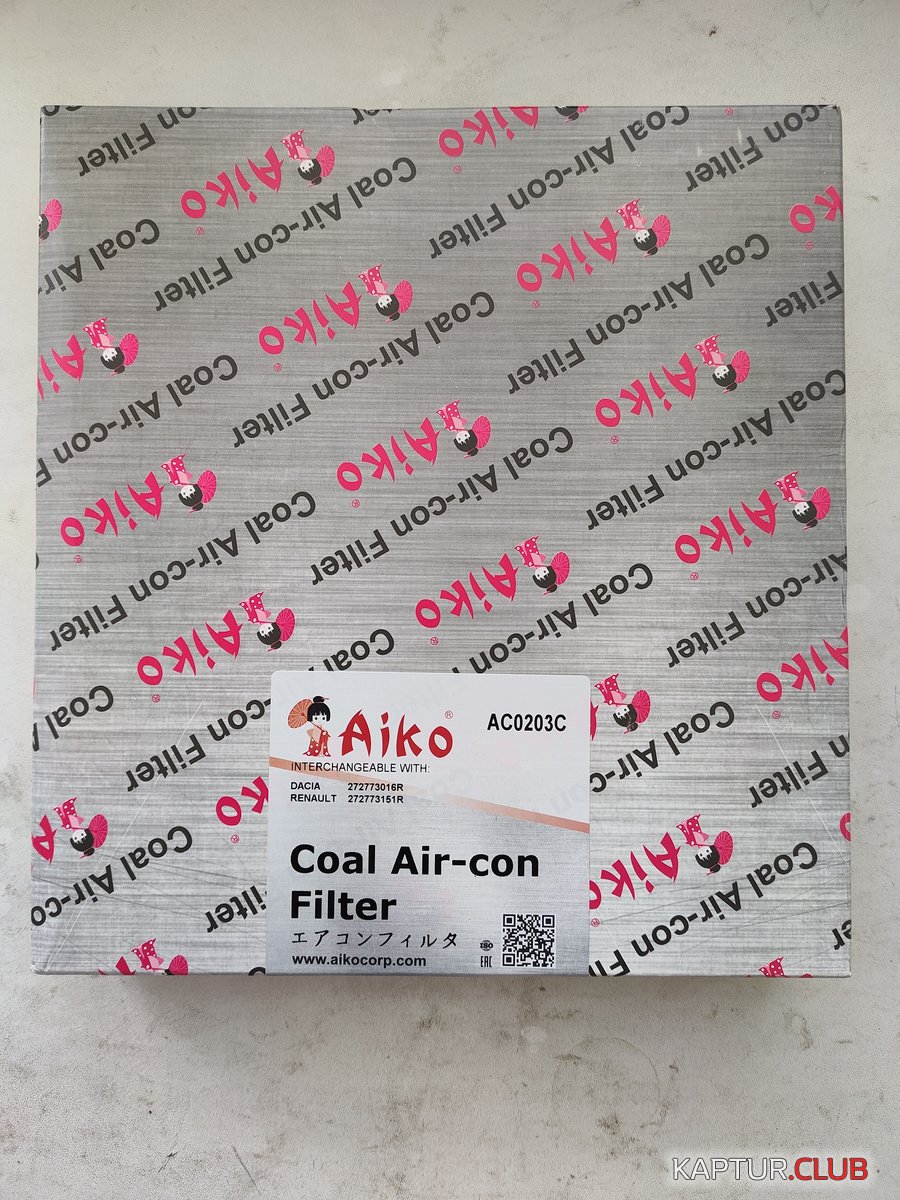 Coal Air-con Filter
Aiko
Aiko®
AC0203C
INTERCHANGEABLE WITH:
DACIA 272773016R
RENAULT 272773151R
Coal Air-con
Filter
エアコンフィルタ
www.aikocorp.com
ISO
EAC
KAPTUR.CLUB